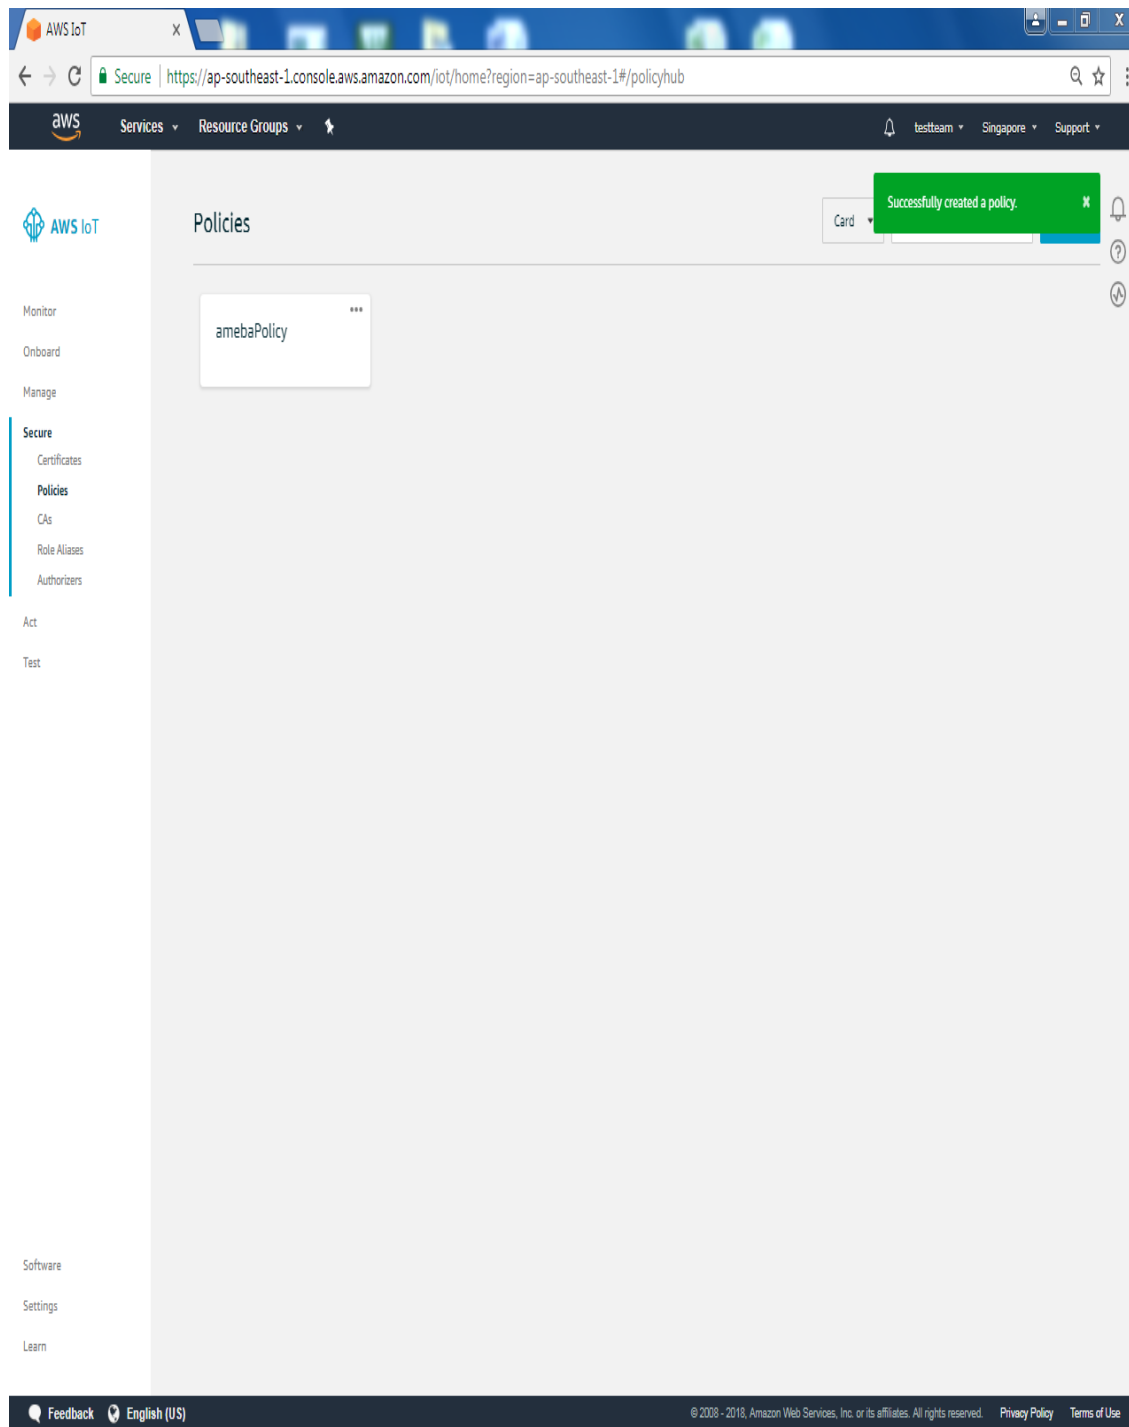 AWS IoT
Secure | https://ap-southeast-1.console.aws.amazon.com/iot/home?region=ap-southeast-1#/policyhub
aws Services Resource Groups testteam Singapore Support
AWS IoT
Policies
Card
Successfully created a policy.
amebaPolicy
Monitor
Onboard
Manage
Secure
Certificates
Policies
CAs
Role Aliases
Authorizers
Act
Test
Software
Settings
Learn
Feedback English (US) © 2008 - 2018, Amazon Web Services, Inc. or its affiliates. All rights reserved. Privacy Policy Terms of Use